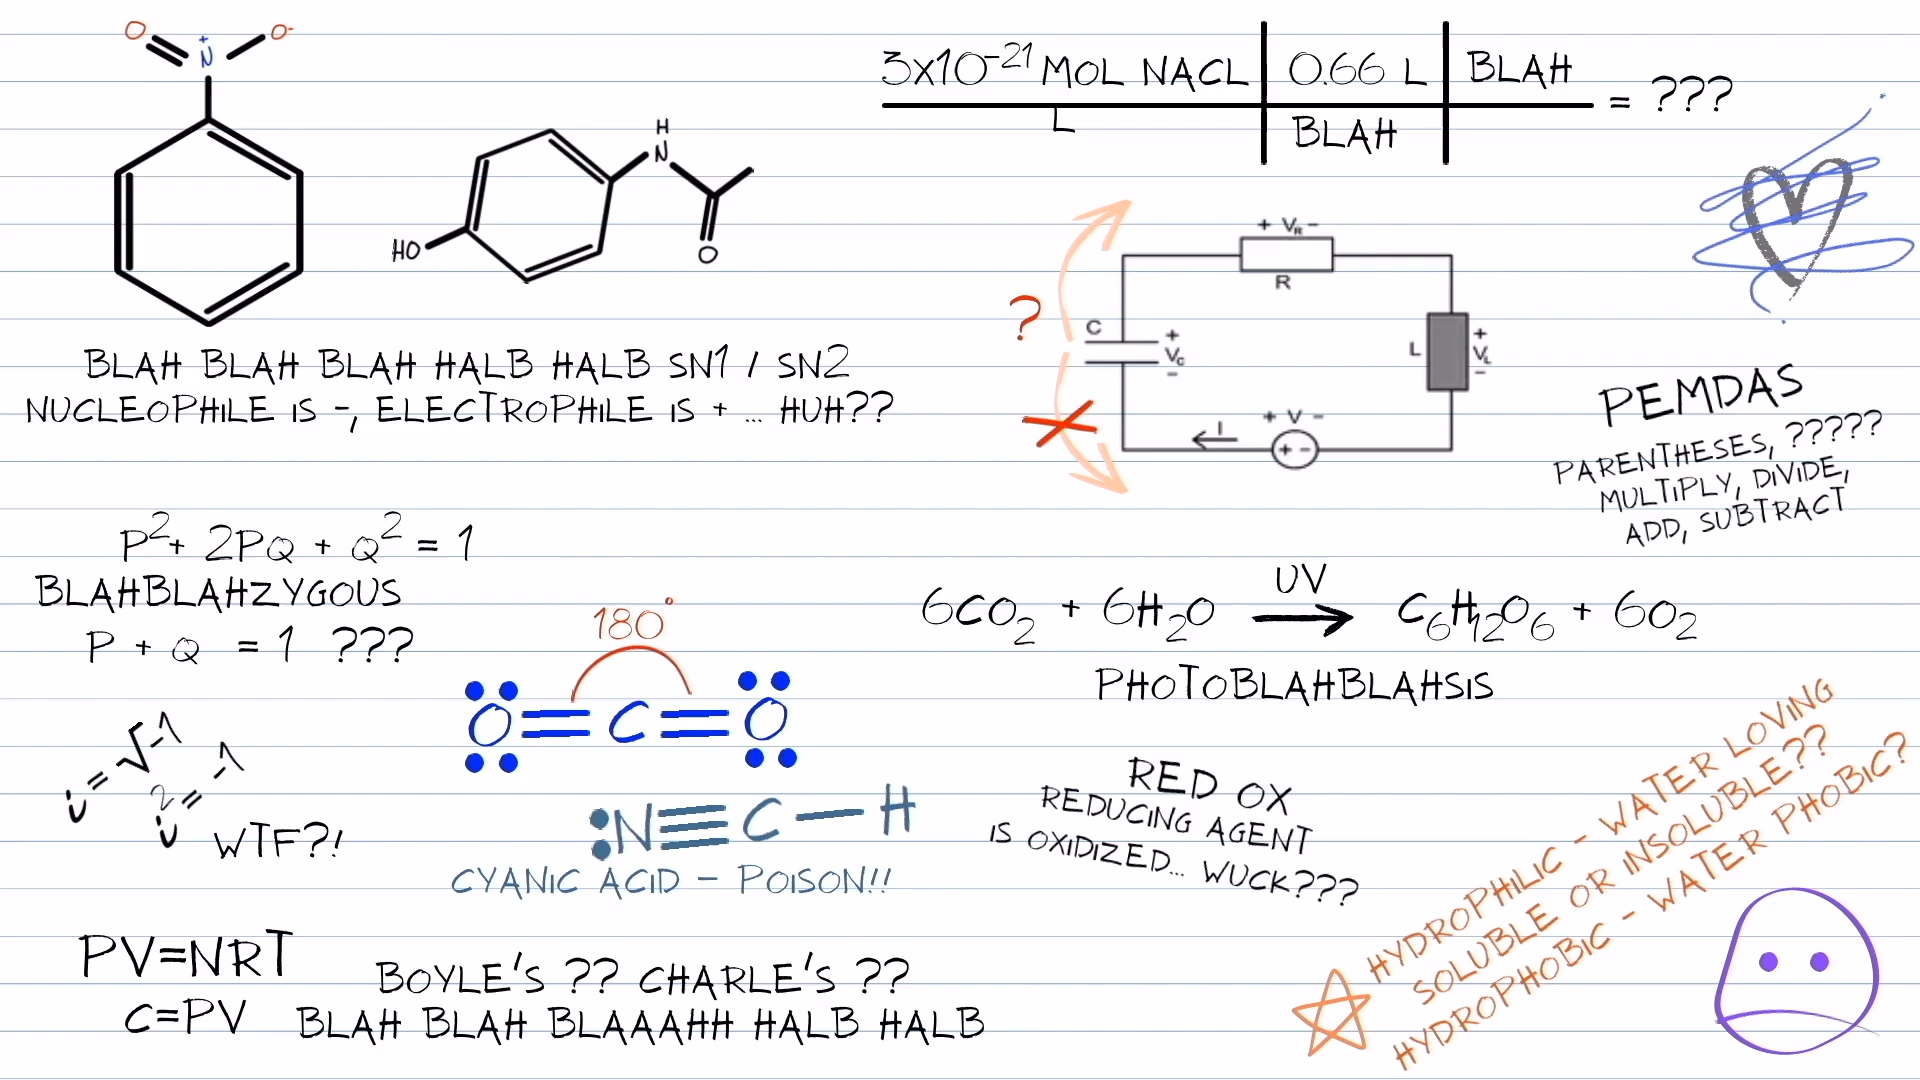 O N+ O-
H
N
HO
O
BLAH BLAH BLAH HALB HALB SN1 / SN2
NUCLEOPHILE IS -, ELECTROPHILE IS + ... HUH??
3x10⁻²¹ MOL NACL | 0.66 L | BLAH
L | BLAH
= ???
+ VR -
R
?
C
+
Vc
-
L
+
VL
-
+ V -
I
+ -
PEMDAS
PARENTHESES, ?????
MULTIPLY, DIVIDE,
ADD, SUBTRACT
P² + 2PQ + Q² = 1
BLAHBLAHZYGOUS
P + Q = 1 ???
6CO₂ + 6H₂O UV → C₆H₁₂O₆ + 6O₂
PHOTOBLAHBLAHSIS
180°
O=C=O
i=√-1
i²=-1
WTF?!
:N≡C-H
CYANIC ACID - POISON!!
RED OX
REDUCING AGENT
IS OXIDIZED... WUCK???
HYDROPHILIC - WATER LOVING
SOLUBLE OR INSOLUBLE??
HYDROPHOBIC - WATER PHOBIC?
PV=NRT
C=PV
BOYLE'S ?? CHARLE'S ??
BLAH BLAH BLAAAHH HALB HALB